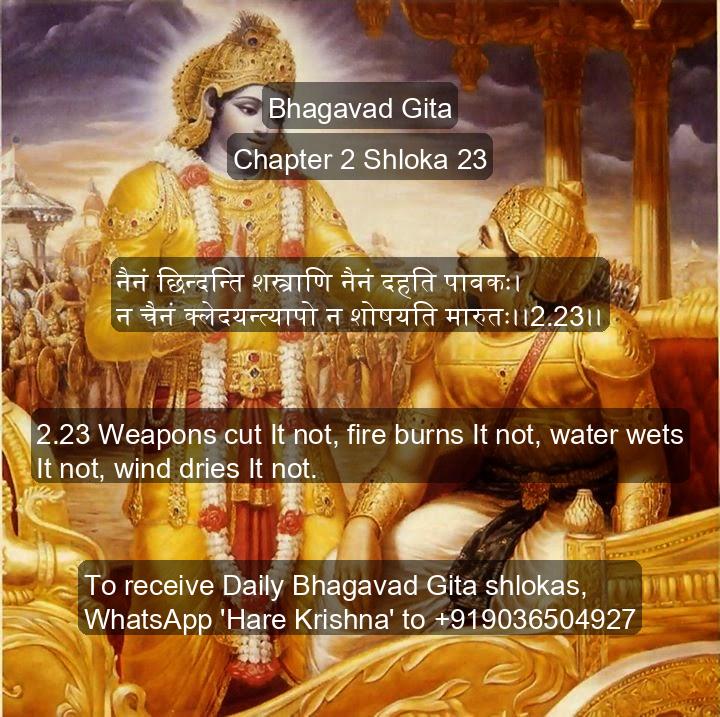 Bhagavad Gita
Chapter 2 Shloka 23
नैनं छिन्दन्ति शस्त्राणि नैनं दहति पावकः।
न चैनं क्लेदयन्त्यापो न शोषयति मारुतः।।2.23।।
2.23 Weapons cut It not, fire burns It not, water wets
It not, wind dries It not.
To receive Daily Bhagavad Gita shlokas,
WhatsApp 'Hare Krishna' to +919036504927